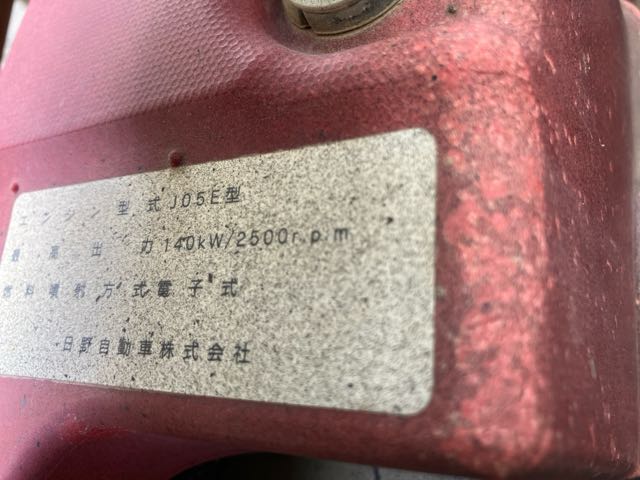 エンジン型式J05E型
最高出力140kW/2500r.p.m
燃料噴射方式電子式
日野自動車株式会社